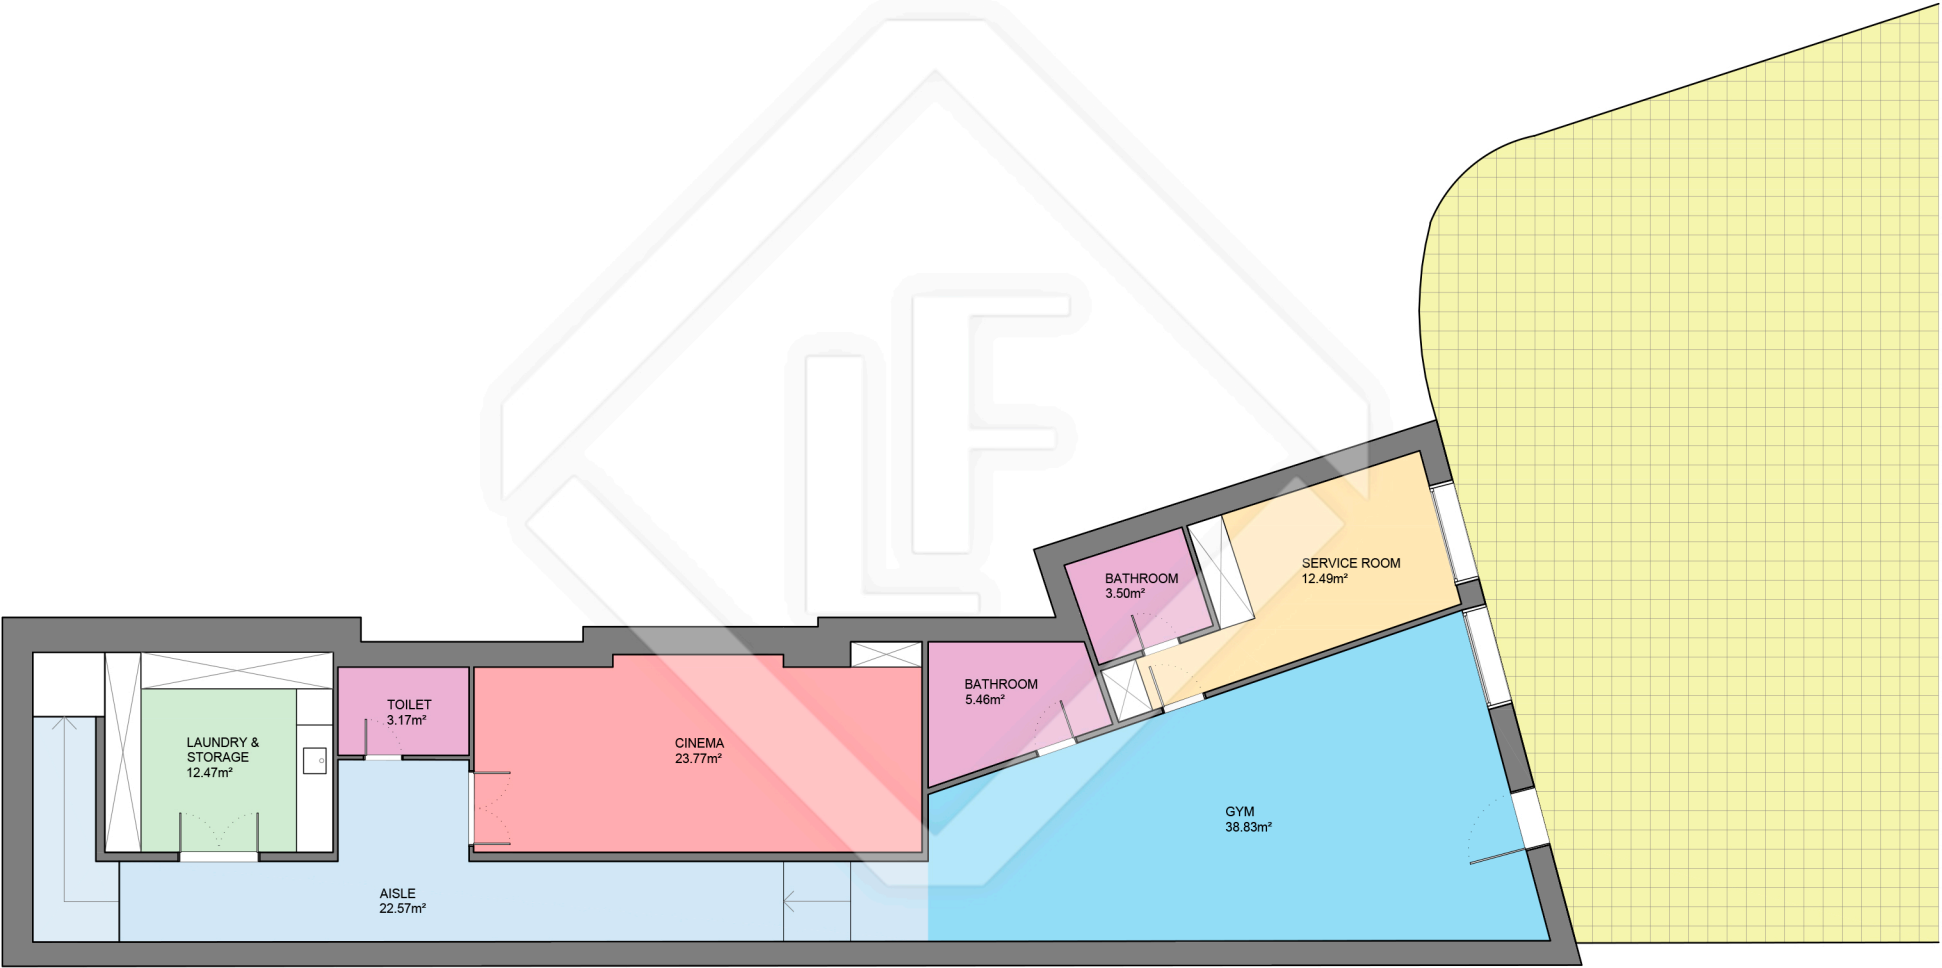 SERVICE ROOM
12.49m²
BATHROOM
3.50m²
BATHROOM
5.46m²
TOILET
3.17m²
LAUNDRY &
STORAGE
12.47m²
CINEMA
23.77m²
GYM
38.83m²
AISLE
22.57m²
LF